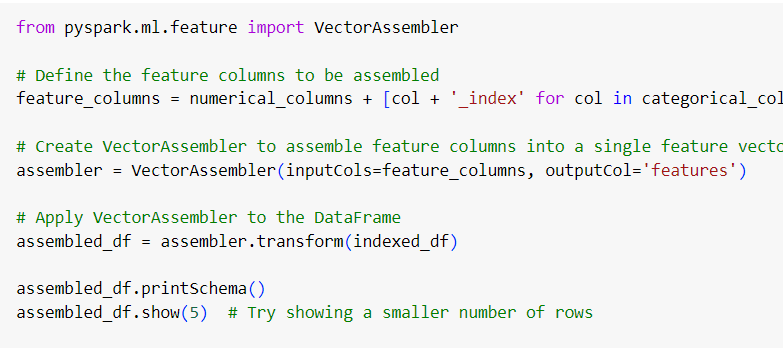 from pyspark.ml.feature import VectorAssembler
# Define the feature columns to be assembled
feature_columns = numerical_columns + [col + '_index' for col in categorical_col
# Create VectorAssembler to assemble feature columns into a single feature vecto
assembler = VectorAssembler(inputCols=feature_columns, outputCol='features')
# Apply VectorAssembler to the DataFrame
assembled_df = assembler.transform(indexed_df)
assembled_df.printSchema()
assembled_df.show(5)  # Try showing a smaller number of rows